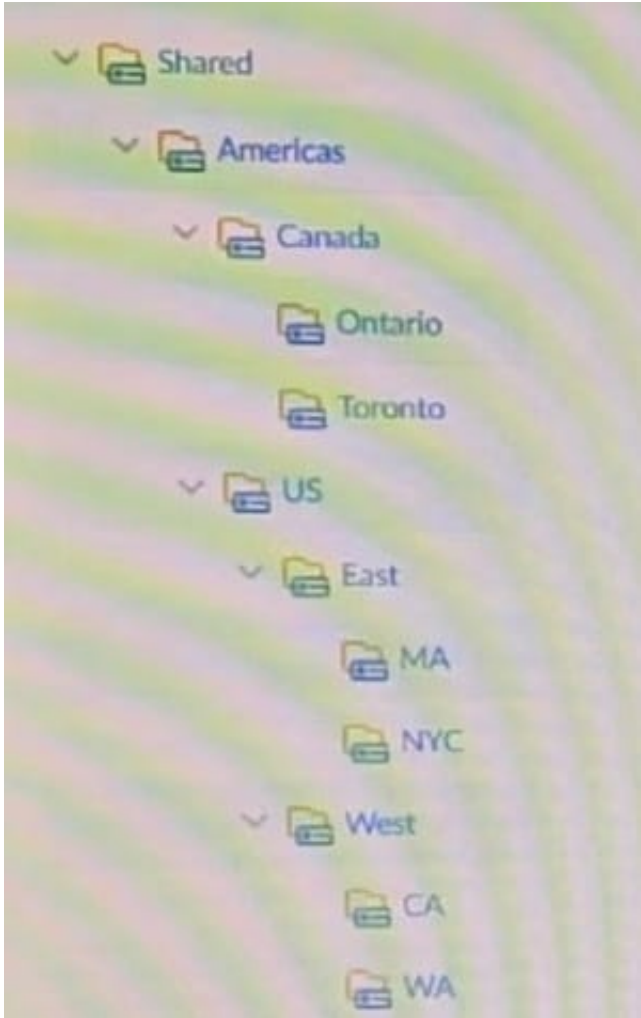 Shared
Americas
Canada
Ontario
Toronto
US
East
MA
NYC
West
CA
WA